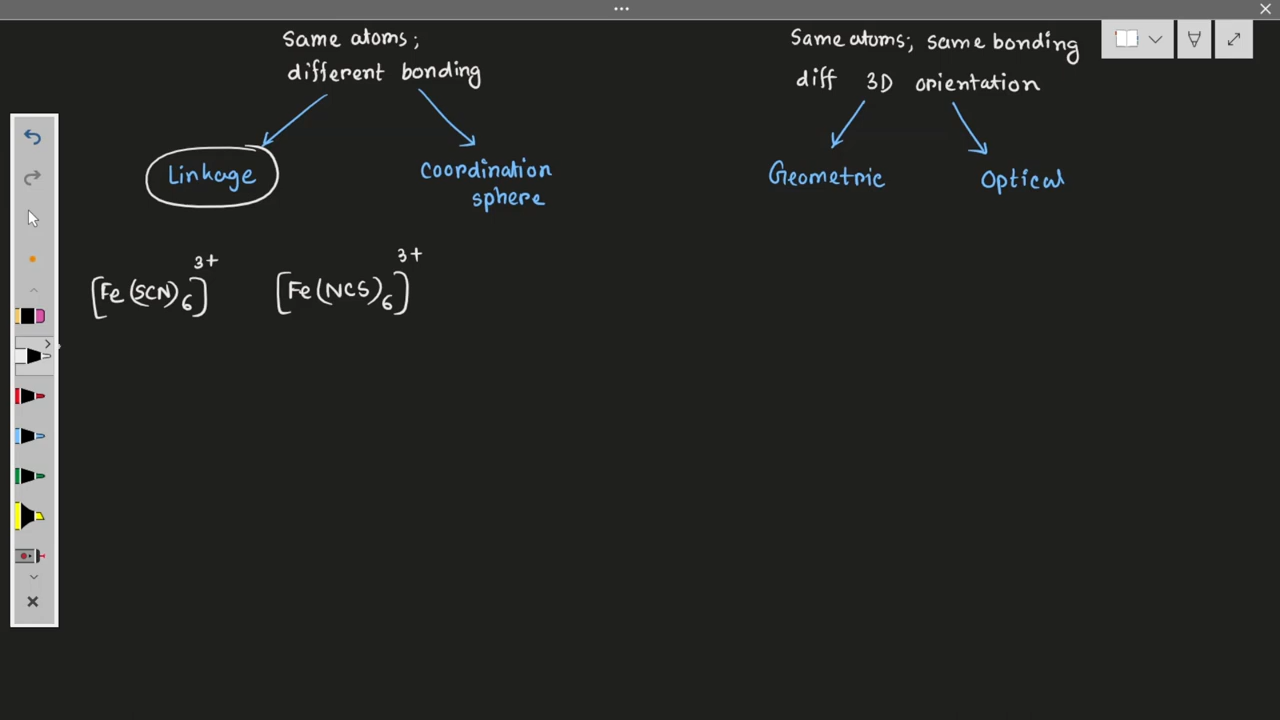 Same atoms;
different bonding
Linkage
Coordination
sphere
[Fe(SCN)₆]³⁺ [Fe(NCS)₆]³⁺
Same atoms; same bonding
diff 3D orientation
Geometric
Optical